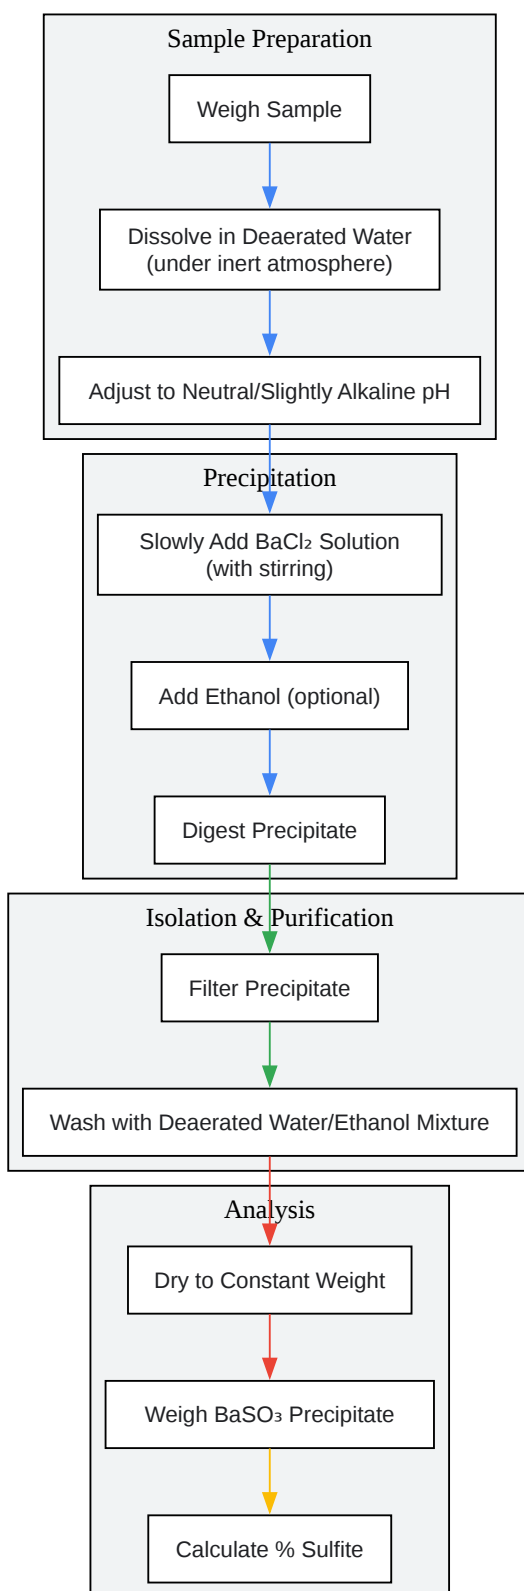 Sample Preparation
Weigh Sample
Dissolve in Deaerated Water
(under inert atmosphere)
Adjust to Neutral/Slightly Alkaline pH
Precipitation
Slowly Add BaCl₂ Solution
(with stirring)
Add Ethanol (optional)
Digest Precipitate
Isolation & Purification
Filter Precipitate
Wash with Deaerated Water/Ethanol Mixture
Analysis
Dry to Constant Weight
Weigh BaSO₃ Precipitate
Calculate % Sulfite